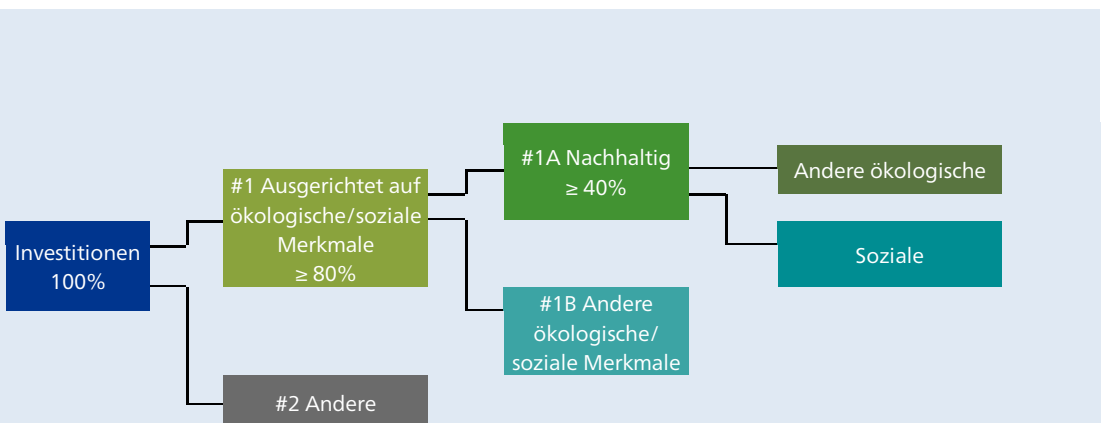 Investitionen
100%
#1 Ausgerichtet auf
ökologische/soziale
Merkmale
≥ 80%
#2 Andere
#1A Nachhaltig
≥ 40%
#1B Andere
ökologische/
soziale Merkmale
Andere ökologische
Soziale